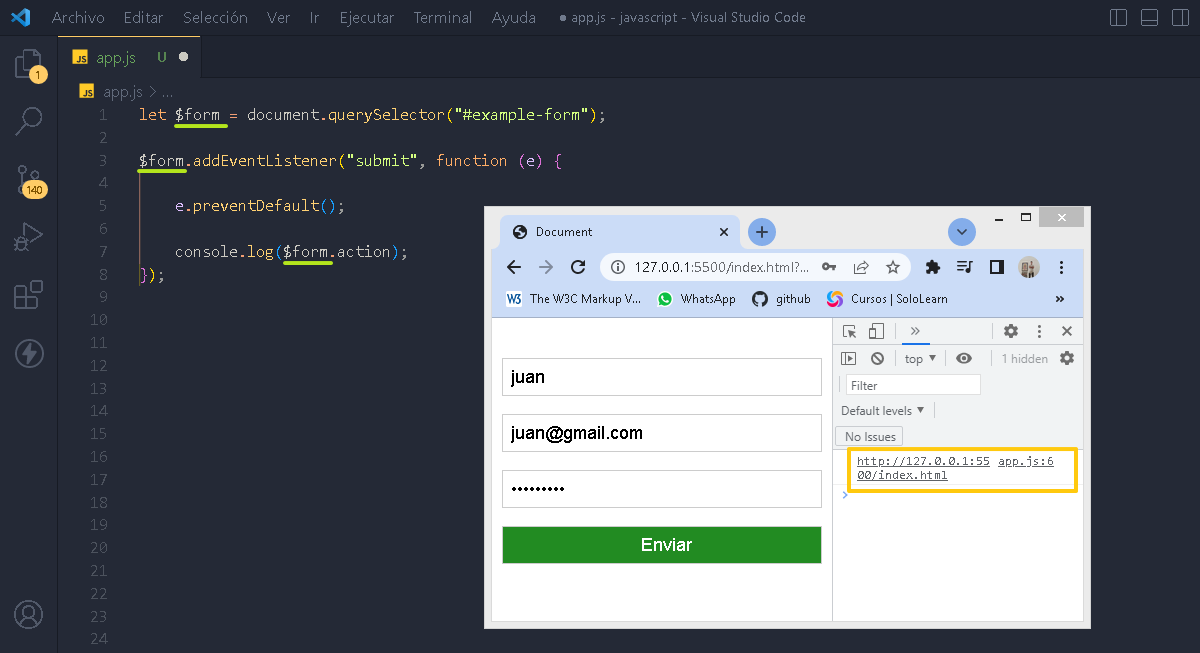 Archivo Editar Selección Ver Ir Ejecutar Terminal Ayuda ● app.js - javascript - Visual Studio Code
JS app.js U ●
1
JS app.js > ...
140
1 let $form = document.querySelector("#example-form");
2
3 $form.addEventListener("submit", function (e) {
4
5 e.preventDefault();
6
7 console.log($form.action);
8 });
9
10
11
12
13
14
15
16
17
18
19
20
21
22
23
24
Document
127.0.0.1:5500/index.html?...
W3 The W3C Markup V... WhatsApp github Cursos | SoloLearn »
juan
juan@gmail.com
•••••••••
Enviar
»
top ▼ 1 hidden
Filter
Default levels ▼
No Issues
http://127.0.0.1:55 app.js:6
00/index.html
>